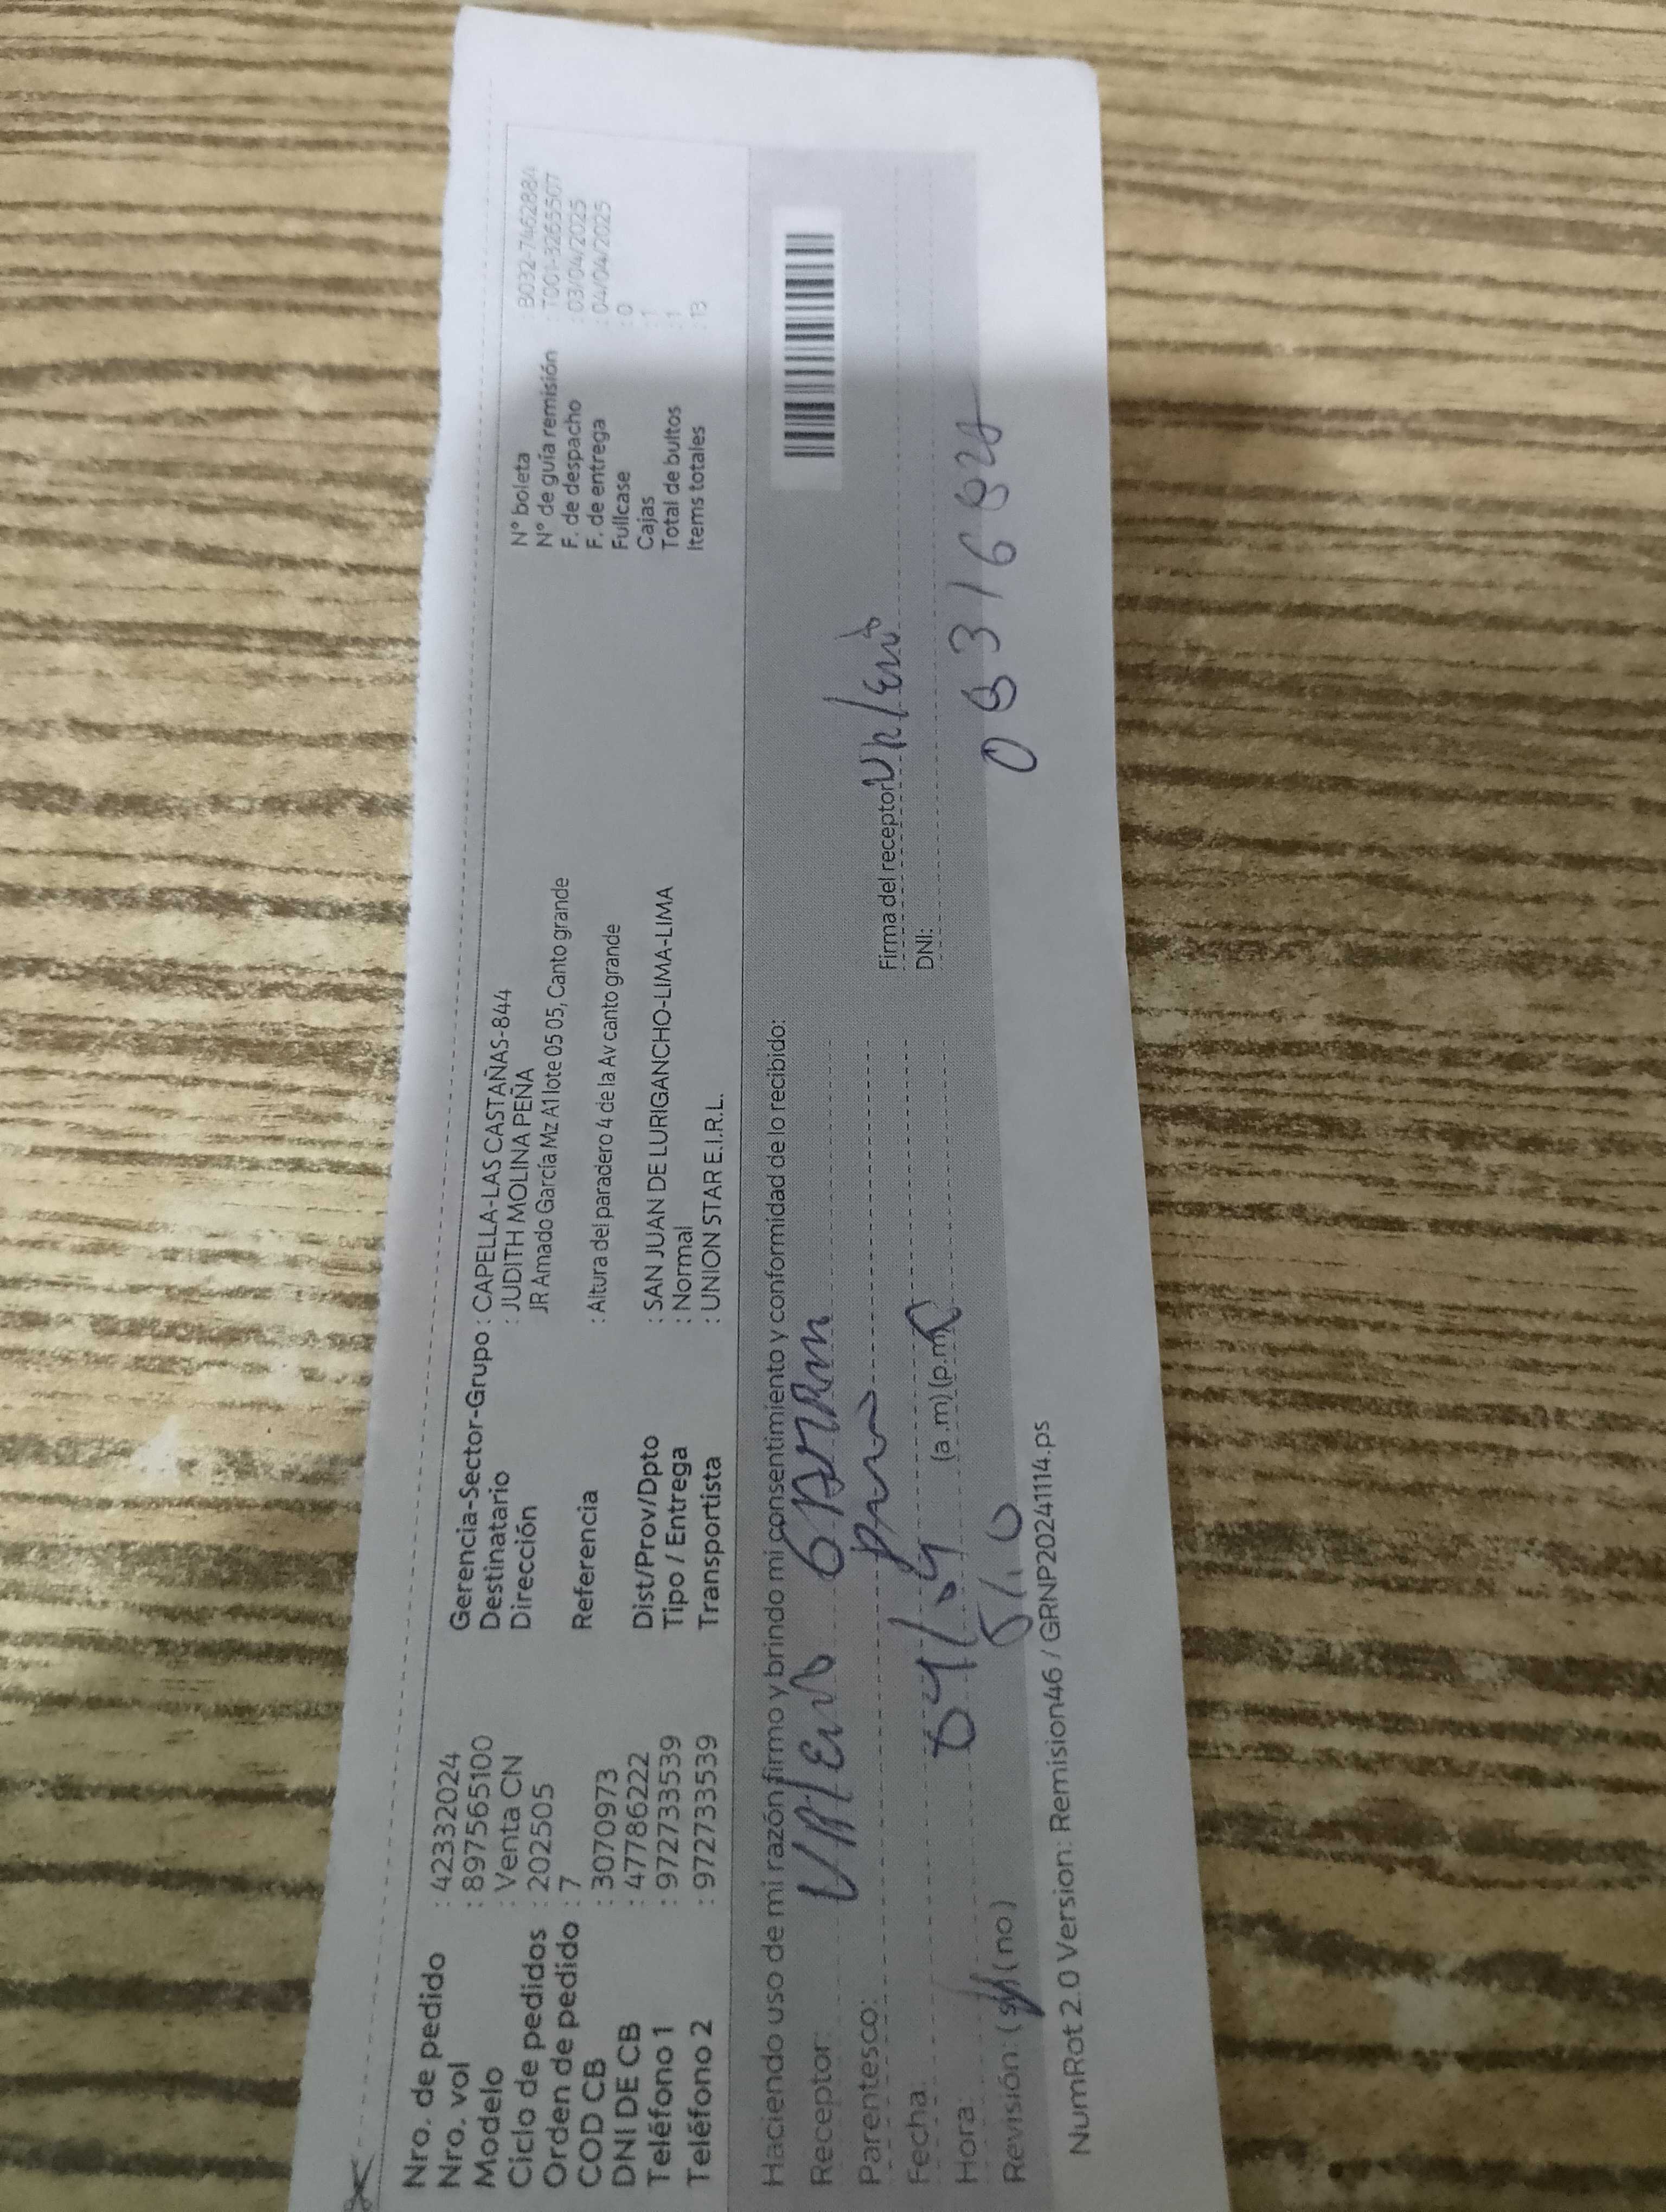 Nro. de pedido : 42332024
Nro. vol : 8975656100
Modelo : Venta CN
Ciclo de pedidos : 202505
Orden de pedido : 7
COD CB : 30709973
DNI DE CB : 47786222
Teléfono 1 : 972733539
Teléfono 2 : 972733539
Gerencia-Sector-Grupo : CAPELLA-LAS CASTAÑAS-844
Destinatario : JUDITH MOLINA PEÑA
Dirección JR Amado García Mz A1 lote 05 05, Canto grande
Referencia : Altura del paradero 4 de la Av canto grande
Dist/Prov/Dpto : SAN JUAN DE LURIGANCHO-LIMA-LIMA
Tipo / Entrega : Normal
Transportista : UNION STAR E.I.R.L.
N° boleta : B032-7462884
N° de guía remisión : T001-3265507
F. de despacho : 03/04/2025
F. de entrega : 04/04/2025
Fullcase : 0
Cajas : 1
Total de bultos : 1
Items totales : 13
Haciendo uso de mi razón firmo y brindo mi consentimiento y conformidad de lo recibido:
Receptor:
Parentesco:
Fecha: 04/04
Hora: 5:10 (a.m) (p.m)
Revisión: (si) (no)
Firma del receptor
DNI:
NumRot 2.0 Version: Remision46 / GRNP20241114.ps